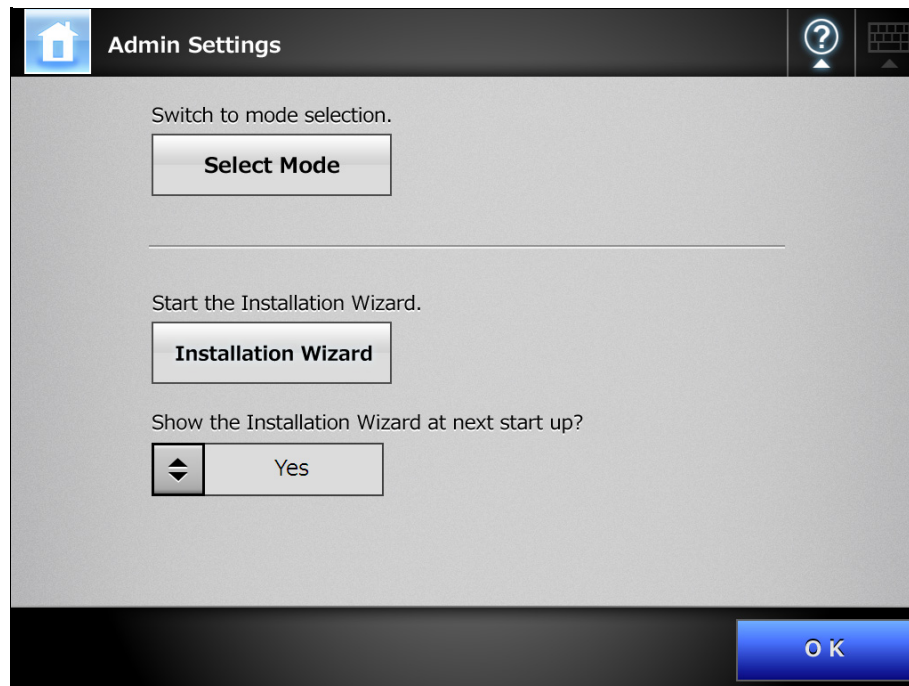 Admin Settings
?
Switch to mode selection.
Select Mode
Start the Installation Wizard.
Installation Wizard
Show the Installation Wizard at next start up?
Yes
OK